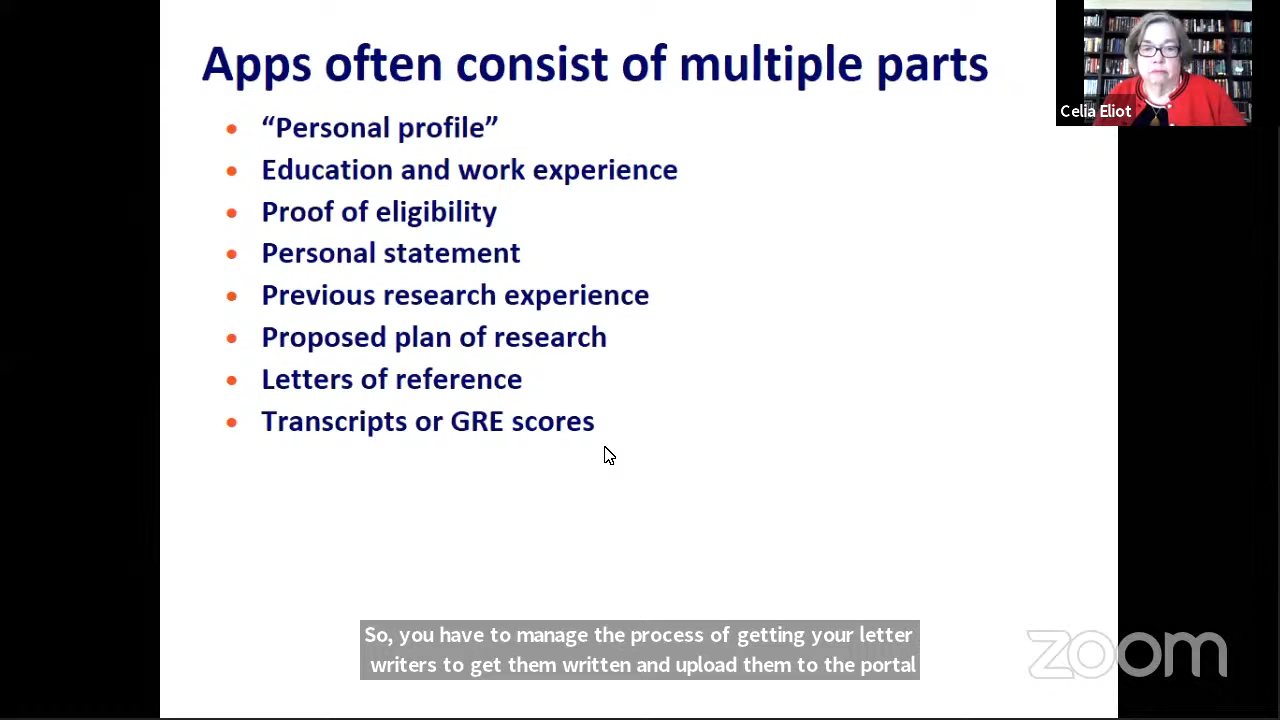 Apps often consist of multiple parts
Celia Eliot
• “Personal profile”
• Education and work experience
• Proof of eligibility
• Personal statement
• Previous research experience
• Proposed plan of research
• Letters of reference
• Transcripts or GRE scores
So, you have to manage the process of getting your letter
writers to get them written and upload them to the portal
zoom